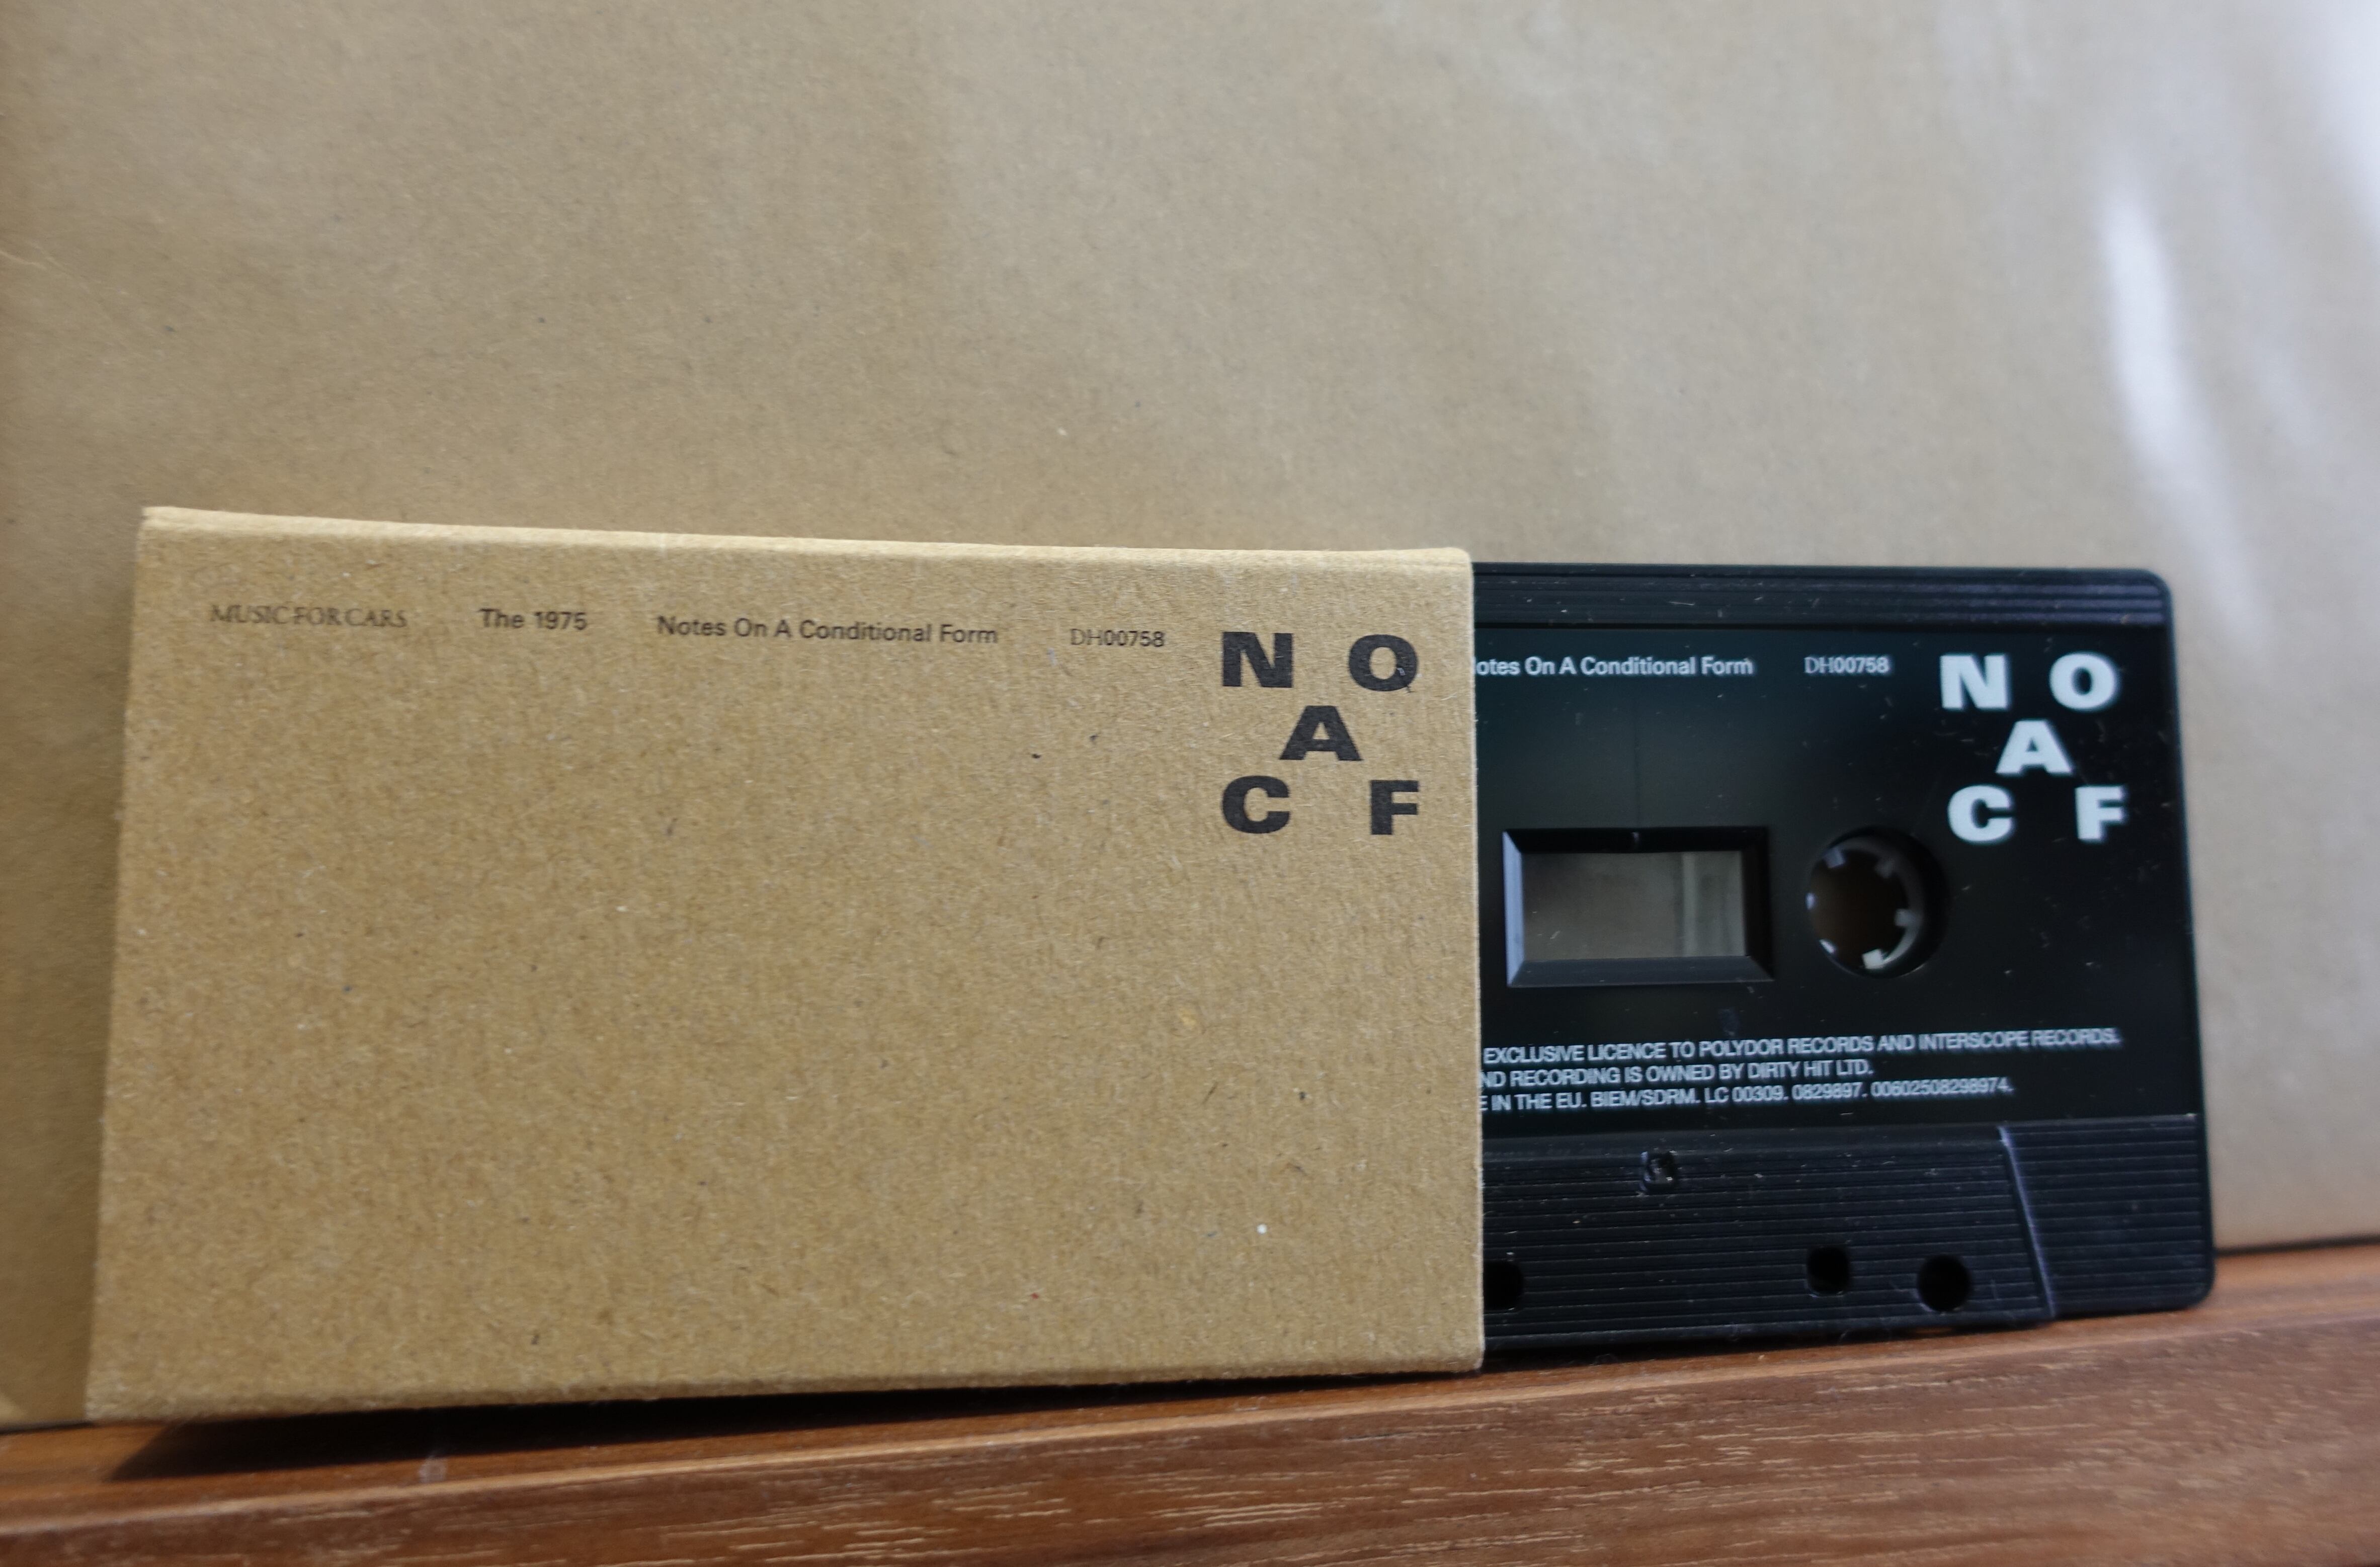 MUSIC FOR CARS The 1975 Notes On A Conditional Form DH00758
N O
A
C F
otes On A Conditional Form DH00758
N O
A
C F
EXCLUSIVE LICENCE TO POLYDOR RECORDS AND INTERSCOPE RECORDS.
ND RECORDING IS OWNED BY DIRTY HIT LTD.
E IN THE EU. BIEM/SDRM. LC 00309. 0829897. 00602508298974.